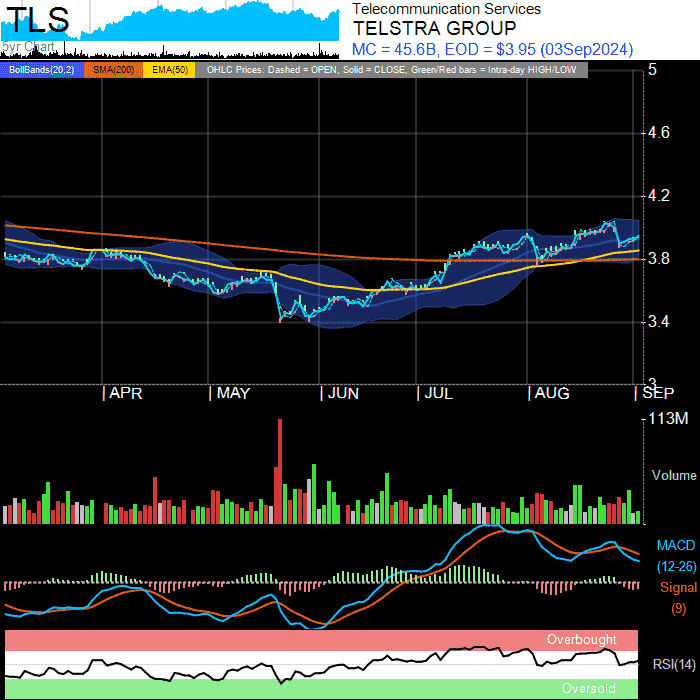 TLS
5yr Chart
Telecommunication Services
TELSTRA GROUP
MC = 45.6B, EOD = $3.95 (03Sep2024)
BollBands(20,2) SMA(200) EMA(50) OHLC Prices: Dashed = OPEN, Solid = CLOSE, Green/Red bars = Intra-day HIGH/LOW
5
4.6
4.2
3.8
3.4
3
| APR | MAY | JUN | JUL | AUG | SEP
113M
Volume
MACD
(12-26)
Signal
(9)
Overbought
RSI(14)
Oversold